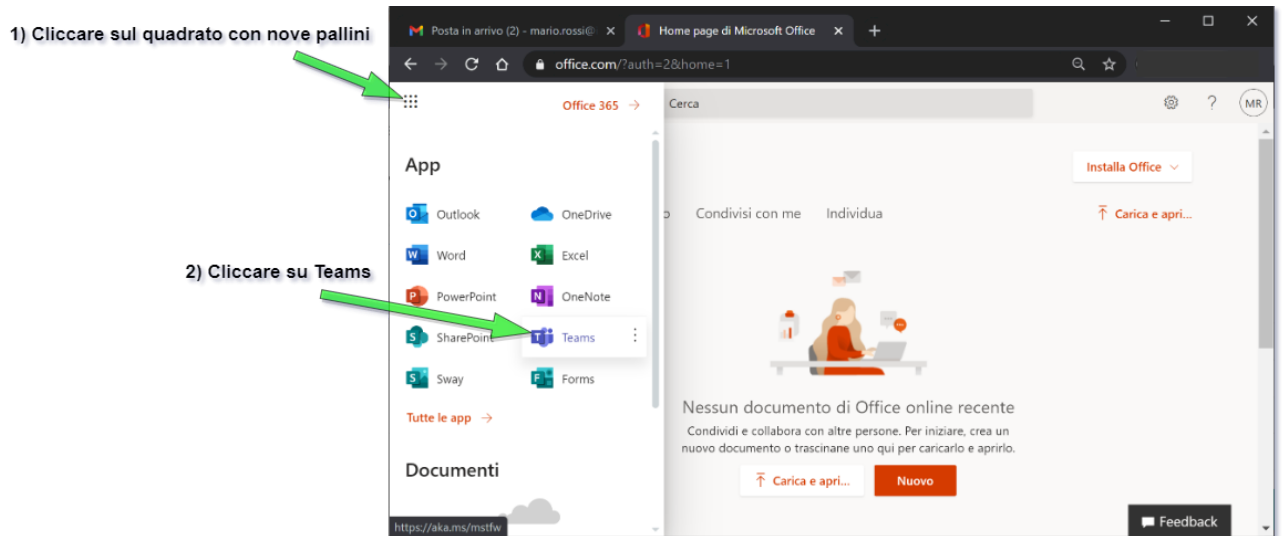 1) Cliccare sul quadrato con nove pallini
Posta in arrivo (2) - mario.rossi@
Home page di Microsoft Office
office.com/?auth=2&home=1
Office 365 →
Cerca
?
MR
App
Installa Office
Outlook
OneDrive
o
Condivisi con me
Individua
Carica e apri...
Word
Excel
2) Cliccare su Teams
PowerPoint
OneNote
SharePoint
Teams
Sway
Forms
Tutte le app →
Nessun documento di Office online recente
Condividi e collabora con altre persone. Per iniziare, crea un
nuovo documento o trascinane uno qui per caricarlo e aprirlo.
Documenti
Carica e apri...
Nuovo
https://aka.ms/mstfw
Feedback